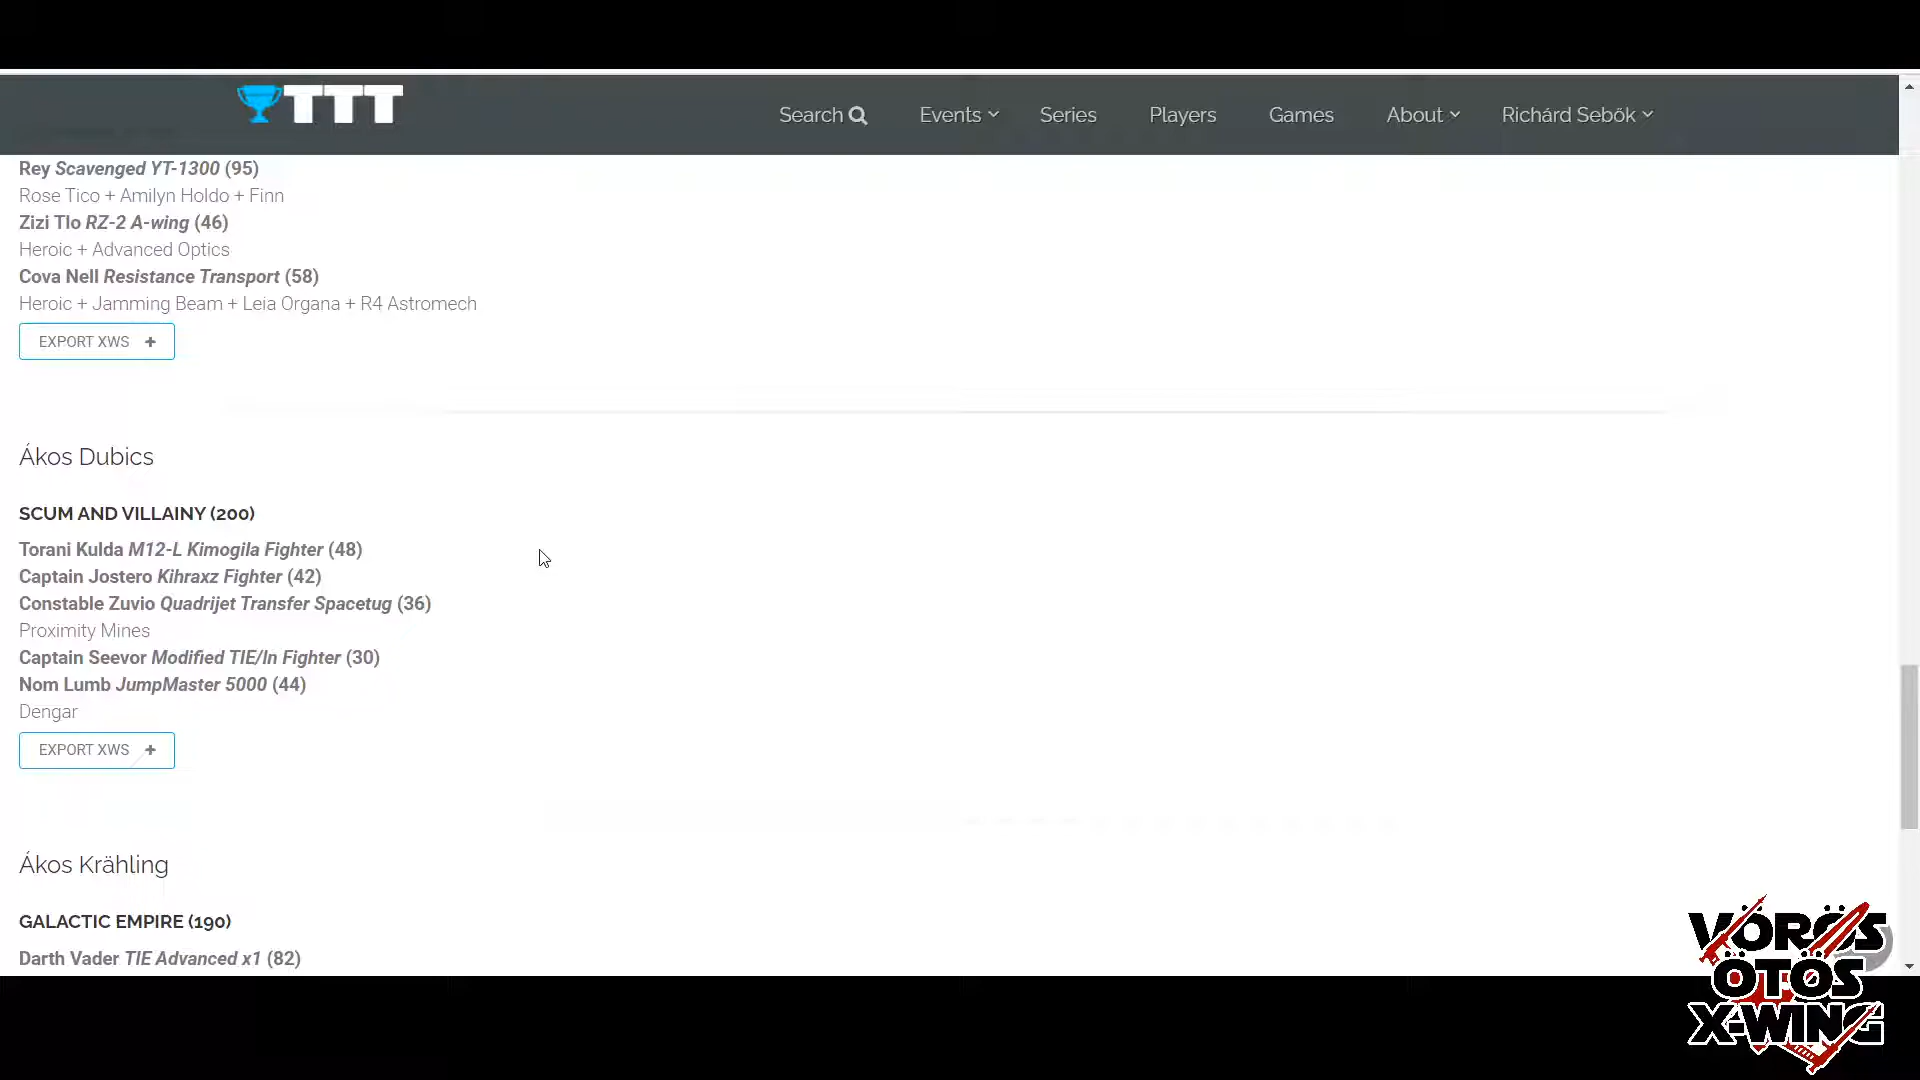 TTT
Search
Events
Series
Players
Games
About
Richárd Sebők
Rey Scavenged YT-1300 (95)
Rose Tico + Amilyn Holdo + Finn
Zizi Tlo RZ-2 A-wing (46)
Heroic + Advanced Optics
Cova Nell Resistance Transport (58)
Heroic + Jamming Beam + Leia Organa + R4 Astromech
EXPORT XWS +
Ákos Dubics
SCUM AND VILLAINY (200)
Torani Kulda M12-L Kimogila Fighter (48)
Captain Jostero Kihraxz Fighter (42)
Constable Zuvio Quadrijet Transfer Spacetug (36)
Proximity Mines
Captain Seevor Modified TIE/ln Fighter (30)
Nom Lumb JumpMaster 5000 (44)
Dengar
EXPORT XWS +
Ákos Krähling
GALACTIC EMPIRE (190)
Darth Vader TIE Advanced x1 (82)
VÖRÖS
ÖTÖS
X-WING